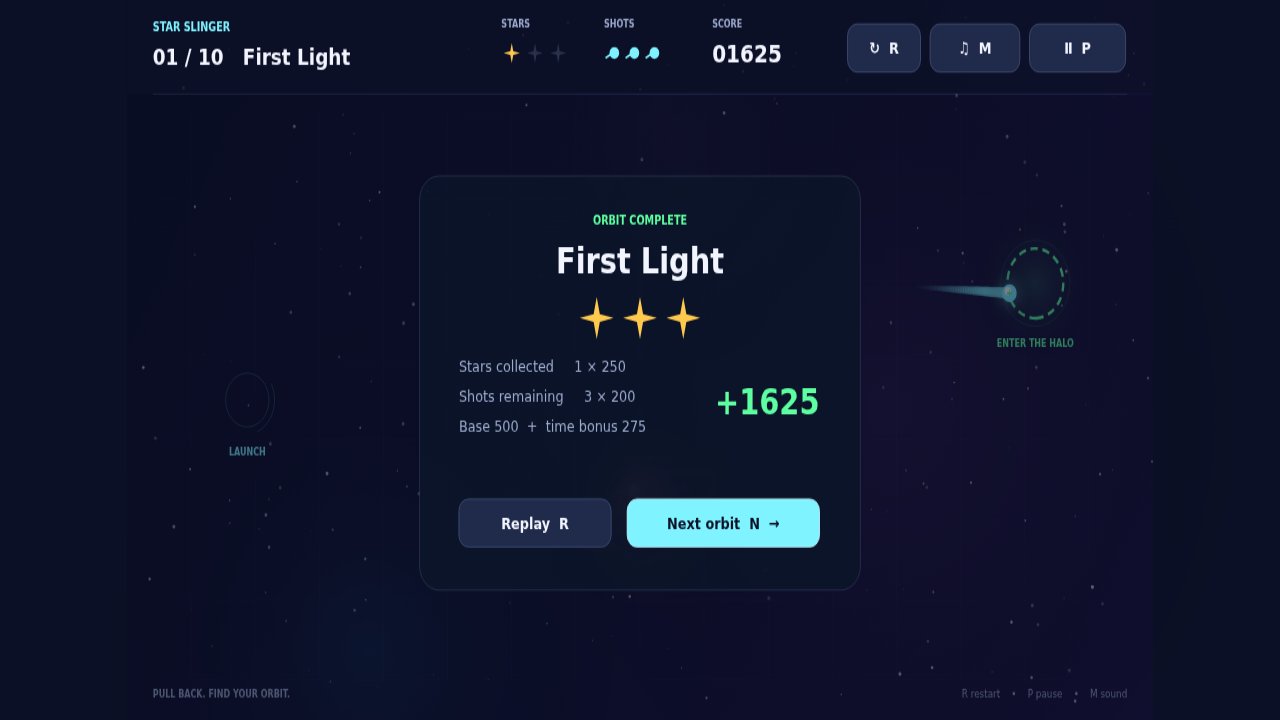 STAR SLINGER
01 / 10 First Light
STARS
SHOTS
SCORE
01625
↻ R
♫ M
⏸ P
ORBIT COMPLETE
First Light
Stars collected 1 × 250
Shots remaining 3 × 200
Base 500 + time bonus 275
+1625
Replay R
Next orbit N →
ENTER THE HALO
LAUNCH
PULL BACK. FIND YOUR ORBIT.
R restart • P pause • M sound